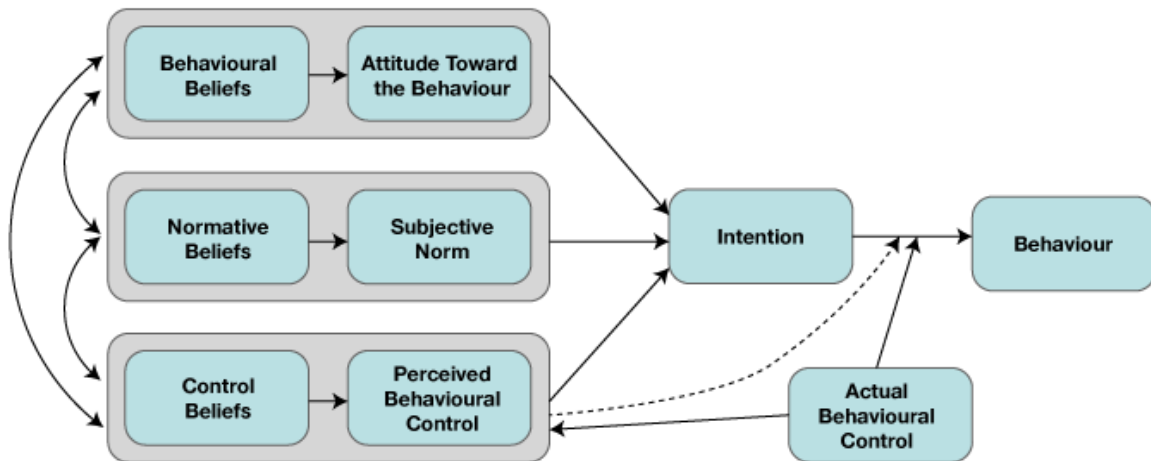 Behavioural
Beliefs
Attitude Toward
the Behaviour
Normative
Beliefs
Subjective
Norm
Intention
Behaviour
Control
Beliefs
Perceived
Behavioural
Control
Actual
Behavioural
Control